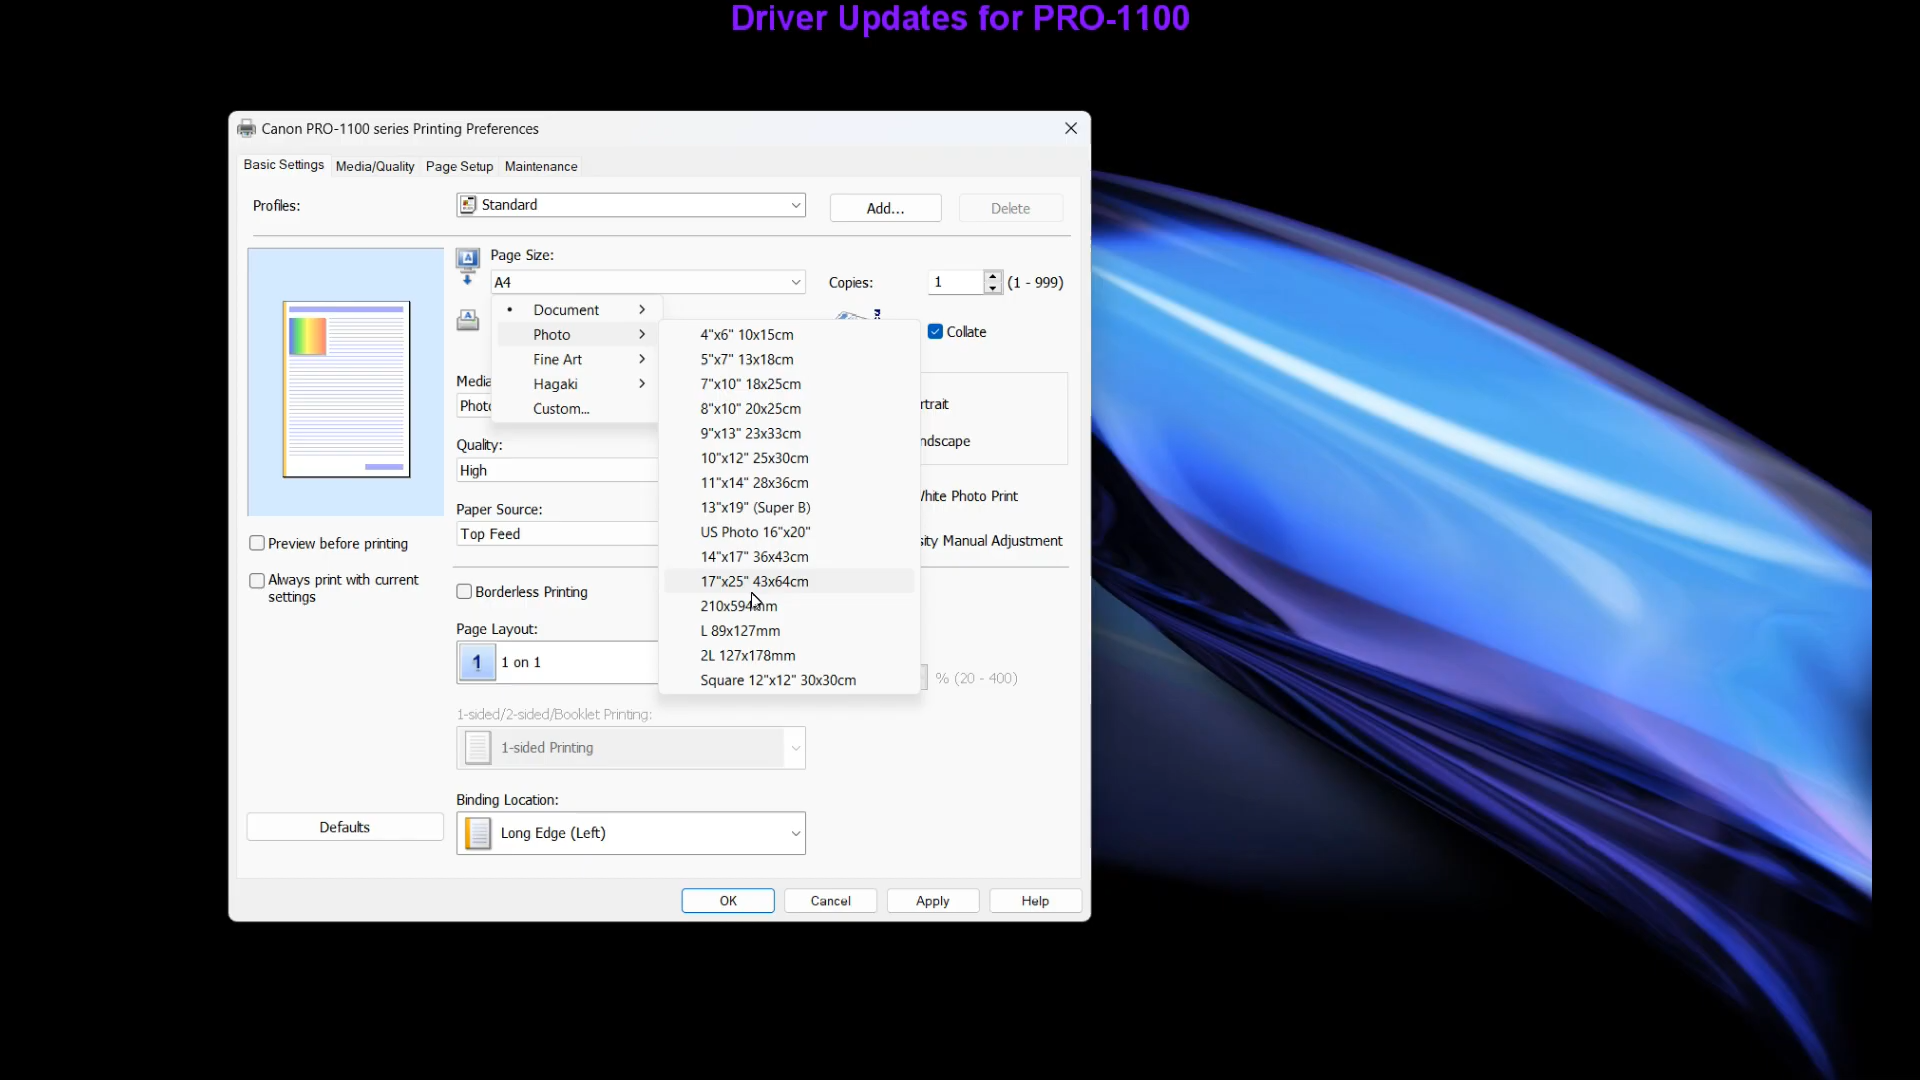 Driver Updates for PRO-1100
Canon PRO-1100 series Printing Preferences
Basic Settings
Media/Quality
Page Setup
Maintenance
Profiles:
Standard
Add...
Delete
Page Size:
A4
Copies:
1
(1 - 999)
Document
Photo
Fine Art
Hagaki
Custom...
4"x6" 10x15cm
5"x7" 13x18cm
7"x10" 18x25cm
8"x10" 20x25cm
9"x13" 23x33cm
10"x12" 25x30cm
11"x14" 28x36cm
13"x19" (Super B)
US Photo 16"x20"
14"x17" 36x43cm
17"x25" 43x64cm
210x594mm
L 89x127mm
2L 127x178mm
Square 12"x12" 30x30cm
Collate
Media
Photo
rtrait
ndscape
Quality:
High
hite Photo Print
Paper Source:
Top Feed
sity Manual Adjustment
Preview before printing
Always print with current
settings
Borderless Printing
Page Layout:
1 on 1
% (20 - 400)
1-sided/2-sided/Booklet Printing:
1-sided Printing
Binding Location:
Long Edge (Left)
Defaults
OK
Cancel
Apply
Help